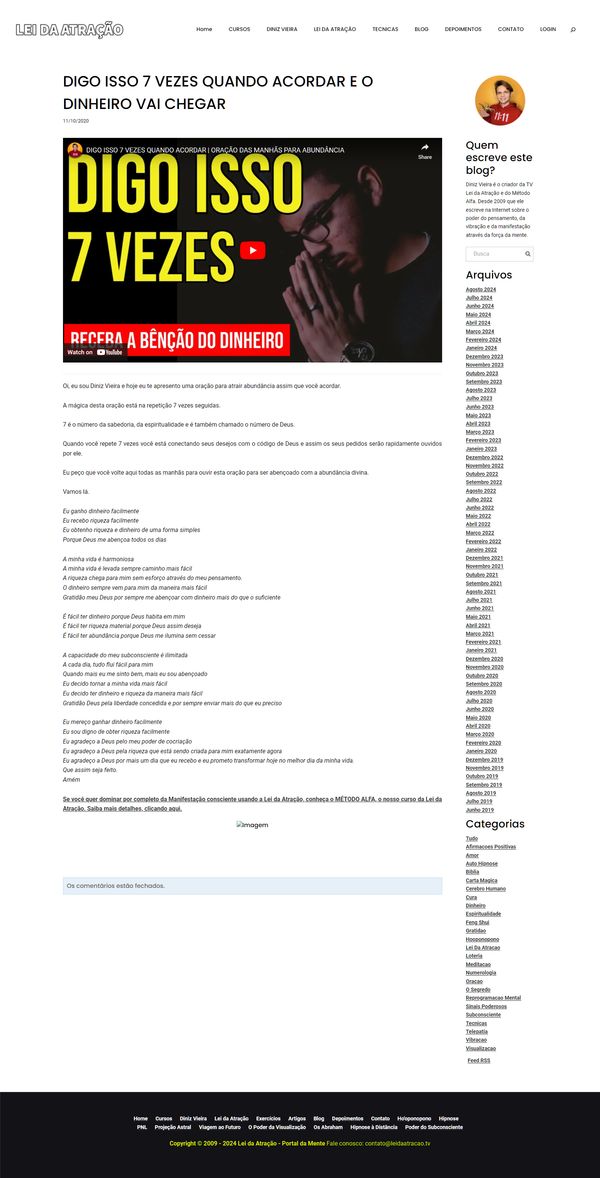 LEI DA ATRAÇÃO
Home CURSOS DINIZ VIEIRA LEI DA ATRAÇÃO TECNICAS BLOG DEPOIMENTOS CONTATO LOGIN
DIGO ISSO 7 VEZES QUANDO ACORDAR E O
DINHEIRO VAI CHEGAR
11/10/2020
DIGO ISSO 7 VEZES QUANDO ACORDAR | ORAÇÃO DAS MANHÃS PARA ABUNDÂNCIA
Share
DIGO ISSO
7 VEZES
RECEBA A BÊNÇÃO DO DINHEIRO
Watch on YouTube
Oi, eu sou Diniz Vieira e hoje eu te apresento uma oração para atrair abundância assim que você acordar.
A mágica desta oração está na repetição 7 vezes seguidas.
7 é o número da sabedoria, da espiritualidade e é também chamado o número de Deus.
Quando você repete 7 vezes você está conectando seus desejos com o código de Deus e assim os seus pedidos serão rapidamente ouvidos
por ele.
Eu peço que você volte aqui todas as manhãs para ouvir esta oração para ser abençoado com a abundância divina.
Vamos lá.
Eu ganho dinheiro facilmente
Eu recebo riqueza facilmente
Eu obtenho riqueza e dinheiro de uma forma simples
Porque Deus me abençoa todos os dias
A minha vida é harmoniosa
A minha vida é levada sempre caminho mais fácil
A riqueza chega para mim sem esforço através do meu pensamento.
O dinheiro sempre vem para mim da maneira mais fácil
Gratidão meu Deus por sempre me abençoar com dinheiro mais do que o suficiente
É fácil ter dinheiro porque Deus habita em mim
É fácil ter riqueza material porque Deus assim deseja
É fácil ter abundância porque Deus me ilumina sem cessar
A capacidade do meu subconsciente é ilimitada
A cada dia, tudo flui fácil para mim
Quando mais eu me sinto bem, mais eu sou abençoado
Eu decido tornar a minha vida mais fácil
Eu decido ter dinheiro e riqueza da maneira mais fácil
Gratidão Deus pela liberdade concedida e por sempre enviar mais do que eu preciso
Eu mereço ganhar dinheiro facilmente
Eu sou digno de obter riqueza facilmente
Eu agradeço a Deus pelo meu poder de cocriação
Eu agradeço a Deus pela riqueza que está sendo criada para mim exatamente agora
Eu agradeço a Deus por mais um dia que eu recebo e eu prometo transformar hoje no melhor dia da minha vida.
Que assim seja feito.
Amém
Se você quer dominar por completo da Manifestação consciente usando a Lei da Atração, conheça o MÉTODO ALFA, o nosso curso da Lei da
Atração. Saiba mais detalhes, clicando aqui.
Imagem
Os comentários estão fechados.
11:11
Quem
escreve este
blog?
Diniz Vieira é o criador da TV
Lei da Atração e do Método
Alfa. Desde 2009 que ele
escreve na Internet sobre o
poder do pensamento, da
vibração e da manifestação
através da força da mente.
Busca
Arquivos
Agosto 2024
Julho 2024
Junho 2024
Maio 2024
Abril 2024
Março 2024
Fevereiro 2024
Janeiro 2024
Dezembro 2023
Novembro 2023
Outubro 2023
Setembro 2023
Agosto 2023
Julho 2023
Junho 2023
Maio 2023
Abril 2023
Março 2023
Fevereiro 2023
Janeiro 2023
Dezembro 2022
Novembro 2022
Outubro 2022
Setembro 2022
Agosto 2022
Julho 2022
Junho 2022
Maio 2022
Abril 2022
Março 2022
Fevereiro 2022
Janeiro 2022
Dezembro 2021
Novembro 2021
Outubro 2021
Setembro 2021
Agosto 2021
Julho 2021
Junho 2021
Maio 2021
Abril 2021
Março 2021
Fevereiro 2021
Janeiro 2021
Dezembro 2020
Novembro 2020
Outubro 2020
Setembro 2020
Agosto 2020
Julho 2020
Junho 2020
Maio 2020
Abril 2020
Março 2020
Fevereiro 2020
Janeiro 2020
Dezembro 2019
Novembro 2019
Outubro 2019
Setembro 2019
Agosto 2019
Julho 2019
Junho 2019
Categorias
Tudo
Afirmacoes Positivas
Amor
Auto Hipnose
Biblia
Carta Magica
Cerebro Humano
Cura
Dinheiro
Espiritualidade
Feng Shui
Gratidao
Hooponopono
Lei Da Atracao
Loteria
Meditacao
Numerologia
Oracao
O Segredo
Reprogramacao Mental
Sinais Poderosos
Subconsciente
Tecnicas
Telepatia
Vibracao
Visualizacao
Feed RSS
Home Cursos Diniz Vieira Lei da Atração Exercícios Artigos Blog Depoimentos Contato Ho'oponopono Hipnose
PNL Projeção Astral Viagem ao Futuro O Poder da Visualização Os Abraham Hipnose à Distância Poder do Subconsciente
Copyright © 2009 - 2024 Lei da Atração - Portal da Mente Fale conosco: contato@leidaatracao.tv